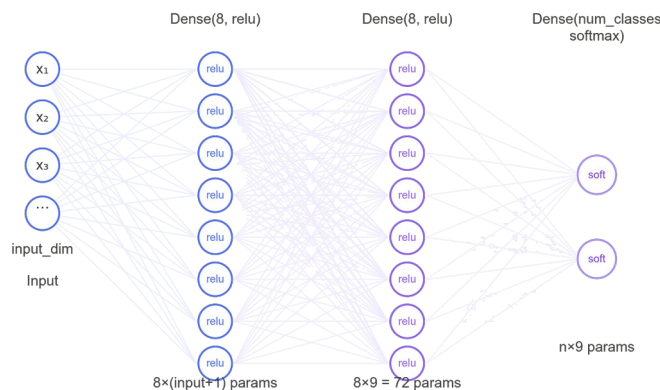 Dense(8, relu)
Dense(8, relu)
Dense(num_classes
softmax)
x₁
x₂
x₃
...
input_dim
Input
relu
relu
relu
relu
relu
relu
relu
relu
8×(input+1) params
relu
relu
relu
relu
relu
relu
relu
relu
8×9 = 72 params
soft
soft
n×9 params